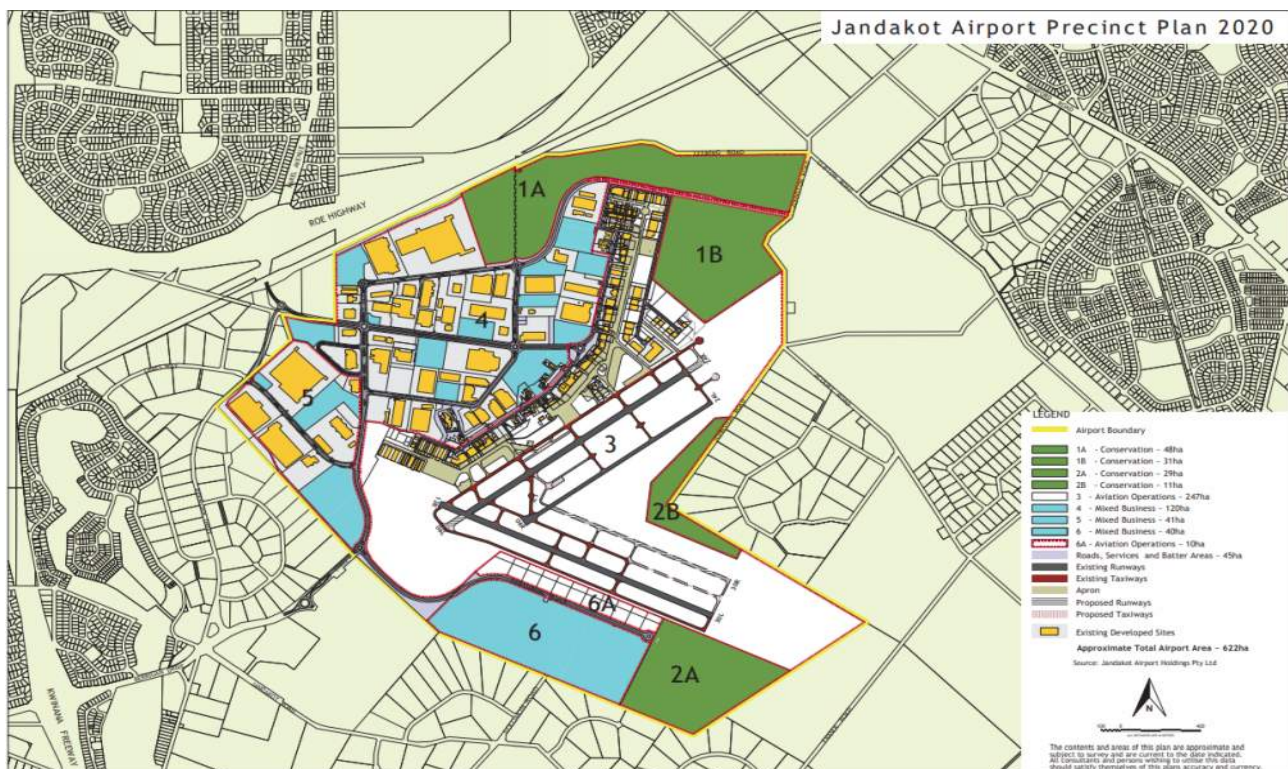 Jandakot Airport Precinct Plan 2020
ROE HIGHWAY
1A
1B
4
5
3
2B
6A
6
2A
KWINANA FREEWAY
LEGEND
Airport Boundary
1A - Conservation - 48ha
1B - Conservation - 31ha
2A - Conservation - 29ha
2B - Conservation - 11ha
3 - Aviation Operations - 247ha
4 - Mixed Business - 120ha
5 - Mixed Business - 41ha
6 - Mixed Business - 40ha
6A - Aviation Operations - 10ha
Roads, Services and Batter Areas - 45ha
Existing Runways
Existing Taxiways
Apron
Proposed Runways
Proposed Taxiways
Existing Developed Sites
Approximate Total Airport Area - 622ha
Source: Jandakot Airport Holdings Pty Ltd
N
100 0 400
The contents and areas of this plan are approximate and
subject to survey and are current to the date indicated.
All Consultants and persons wishing to utilise this data
should satisfy themselves of this plans accuracy and currency.